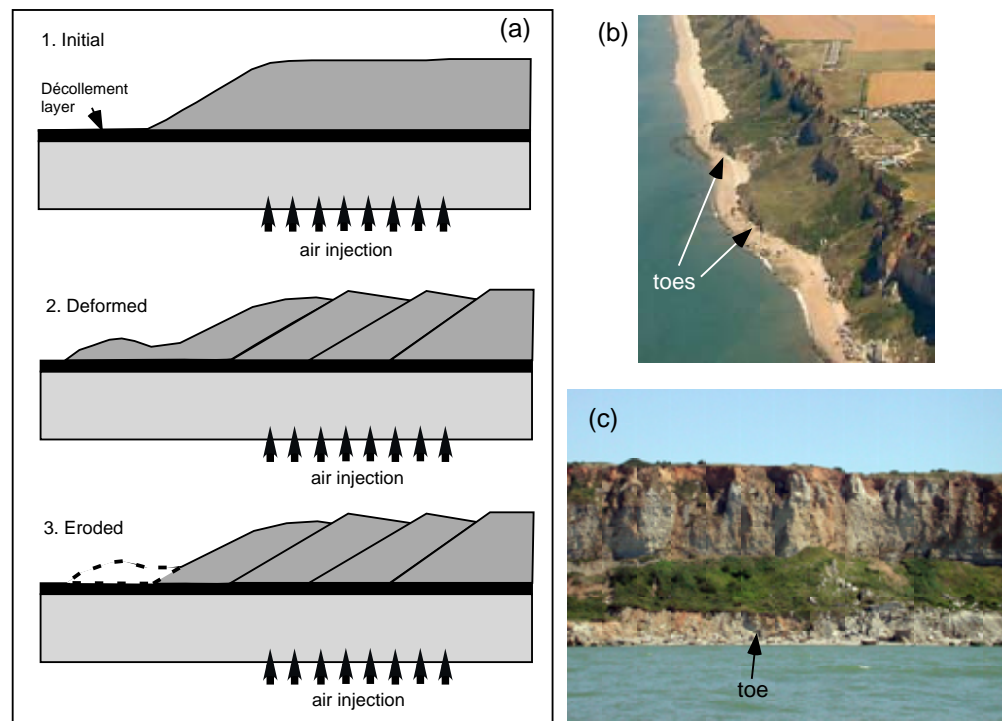 (a)
1. Initial
Décollement
layer
air injection
2. Deformed
air injection
3. Eroded
air injection
(b)
toes
(c)
toe